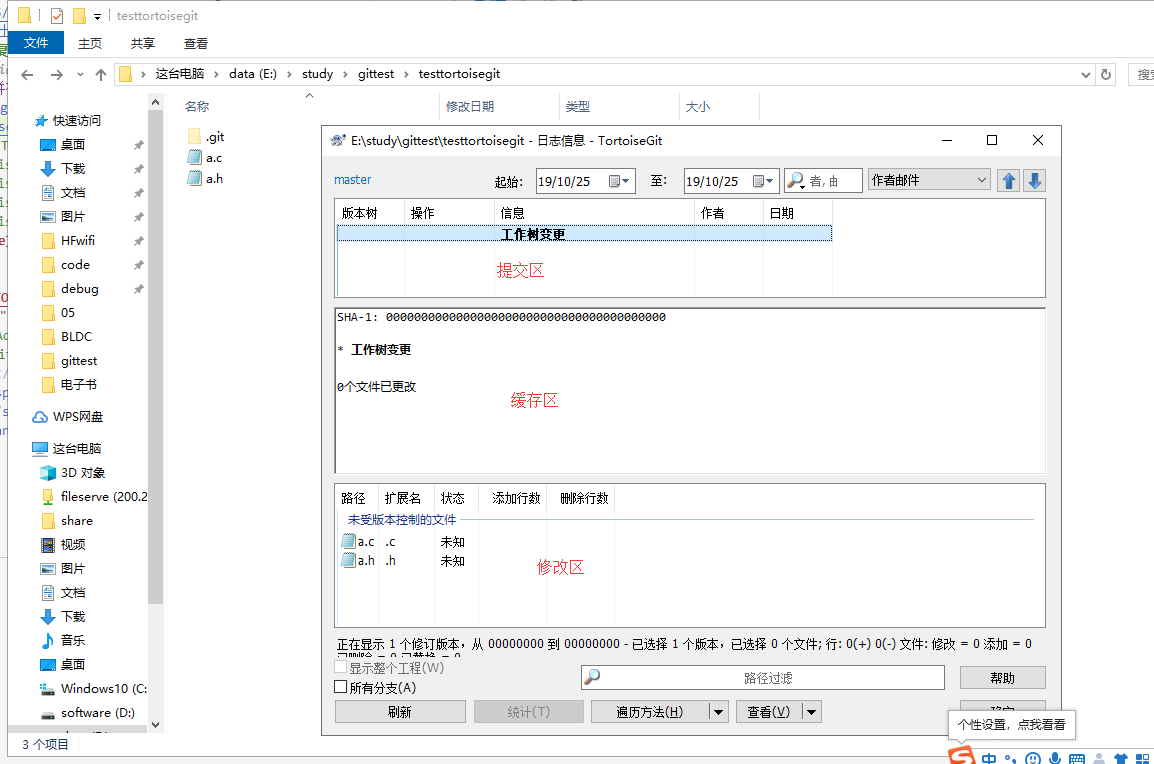 testtortoisegit
文件 主页 共享 查看
这台电脑 › data (E:) › study › gittest › testtortoisegit
名称 修改日期 类型 大小
快速访问
桌面
下载
文档
图片
HFwifi
code
debug
05
BLDC
gittest
电子书
WPS网盘
这台电脑
3D 对象
fileserve (200.2
share
视频
图片
文档
下载
音乐
桌面
Windows10 (C:
software (D:)
3 个项目
.git
a.c
a.h
E:\study\gittest\testtortoisegit - 日志信息 - TortoiseGit
master 起始: 19/10/25 至: 19/10/25 者, 由 作者邮件
版本树 操作 信息 作者 日期
工作树变更
提交区
SHA-1: 0000000000000000000000000000000000000000
* 工作树变更
0个文件已更改
缓存区
路径 扩展名 状态 添加行数 删除行数
未受版本控制的文件
a.c .c 未知
a.h .h 未知
修改区
正在显示 1 个修订版本，从 00000000 到 00000000 - 已选择 1 个版本，已选择 0 个文件; 行: 0(+) 0(-) 文件: 修改 = 0 添加 = 0
显示整个工程(W)
路径过滤 帮助
所有分支(A)
刷新 统计(T) 遍历方法(H) 查看(V)
个性设置，点我看看
中